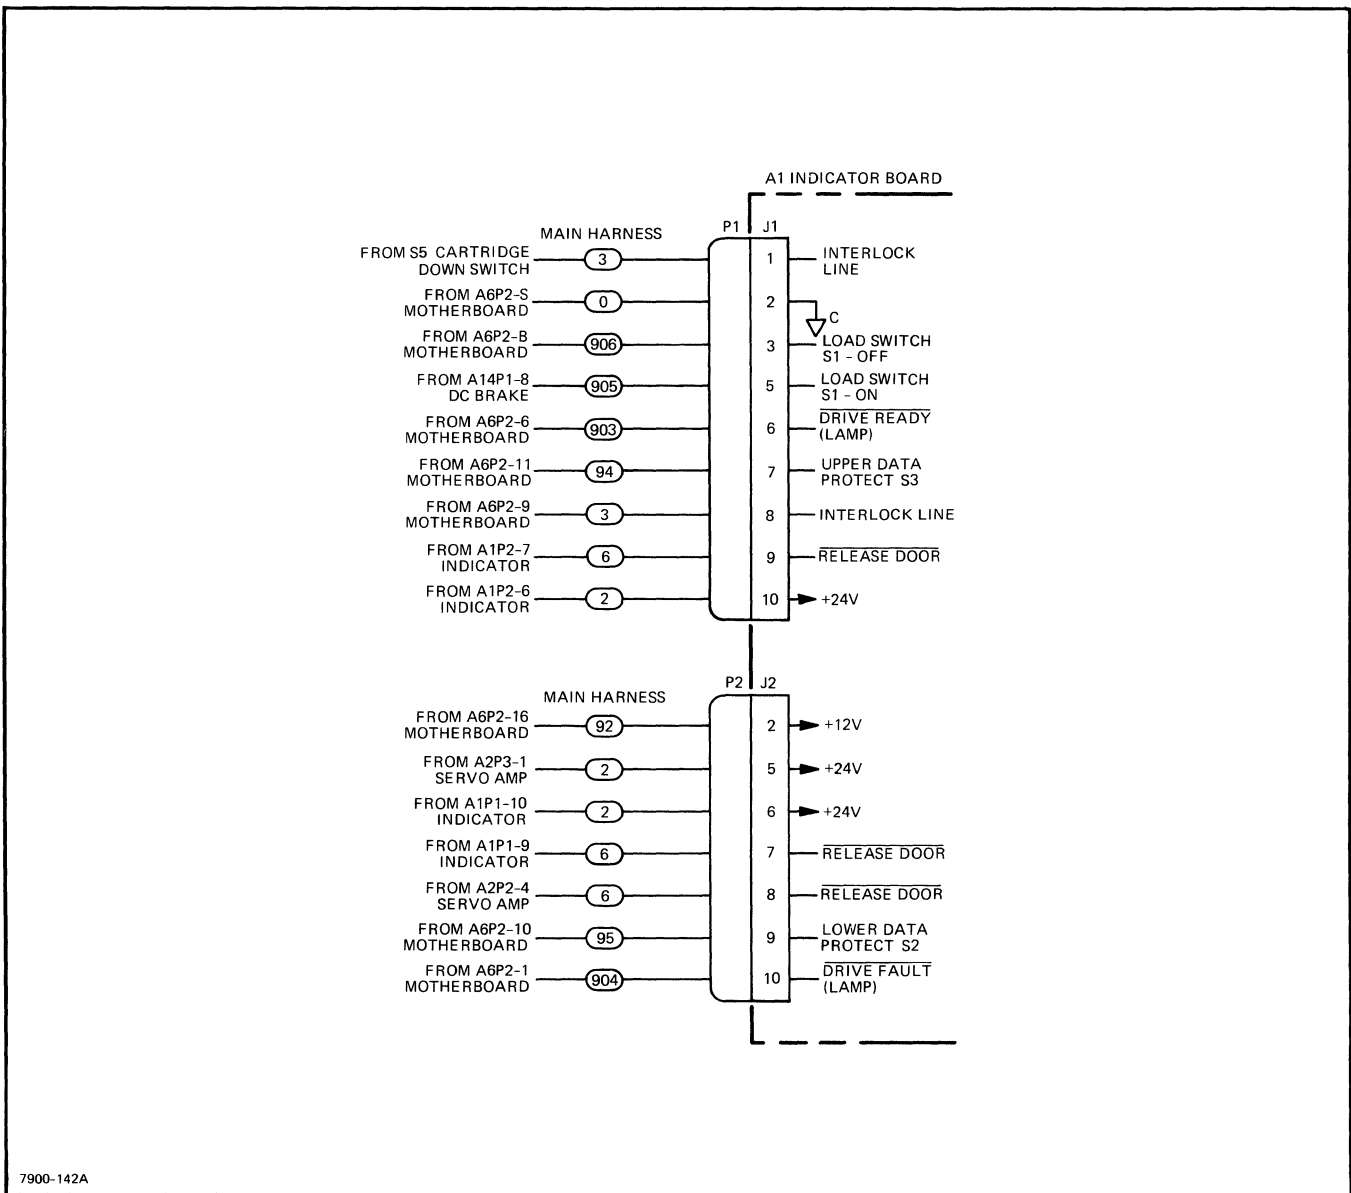 A1 INDICATOR BOARD
P1 J1
MAIN HARNESS
FROM S5 CARTRIDGE
DOWN SWITCH
3
1
INTERLOCK
LINE
FROM A6P2-S
MOTHERBOARD
0
2
C
FROM A6P2-B
MOTHERBOARD
906
3
LOAD SWITCH
S1 - OFF
FROM A14P1-8
DC BRAKE
905
5
LOAD SWITCH
S1 - ON
FROM A6P2-6
MOTHERBOARD
903
6
DRIVE READY
(LAMP)
FROM A6P2-11
MOTHERBOARD
94
7
UPPER DATA
PROTECT S3
FROM A6P2-9
MOTHERBOARD
3
8
INTERLOCK LINE
FROM A1P2-7
INDICATOR
6
9
RELEASE DOOR
FROM A1P2-6
INDICATOR
2
10
+24V
P2 J2
MAIN HARNESS
FROM A6P2-16
MOTHERBOARD
92
2
+12V
FROM A2P3-1
SERVO AMP
2
5
+24V
FROM A1P1-10
INDICATOR
2
6
+24V
FROM A1P1-9
INDICATOR
6
7
RELEASE DOOR
FROM A2P2-4
SERVO AMP
6
8
RELEASE DOOR
FROM A6P2-10
MOTHERBOARD
95
9
LOWER DATA
PROTECT S2
FROM A6P2-1
MOTHERBOARD
904
10
DRIVE FAULT
(LAMP)
7900-142A